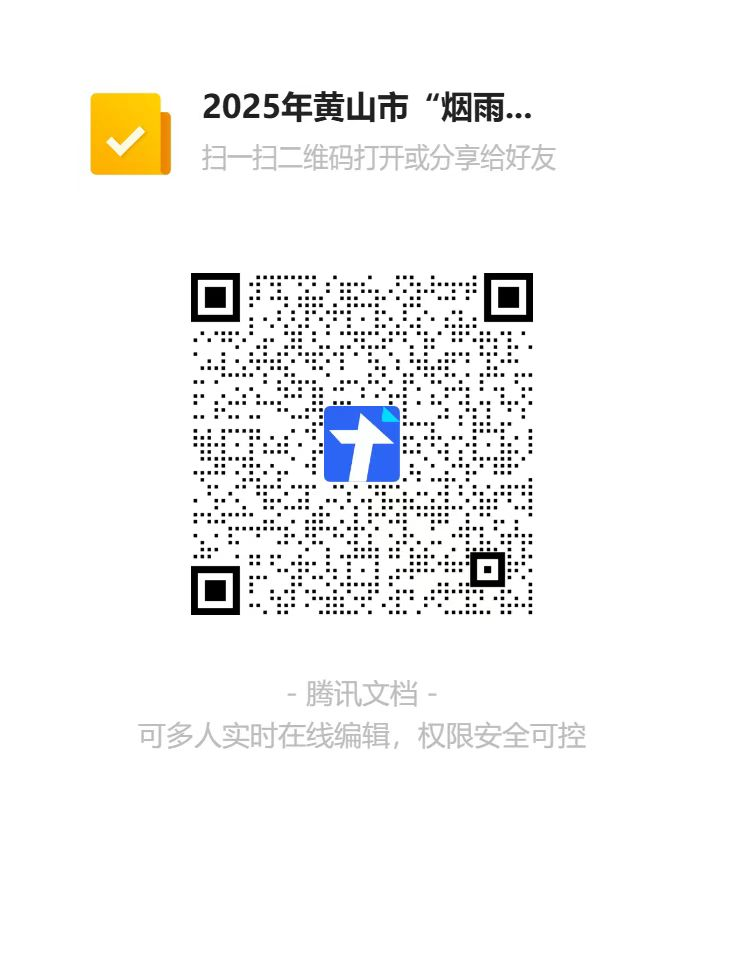 2025年黄山市“烟雨...
扫一扫二维码打开或分享给好友
- 腾讯文档 -
可多人实时在线编辑，权限安全可控